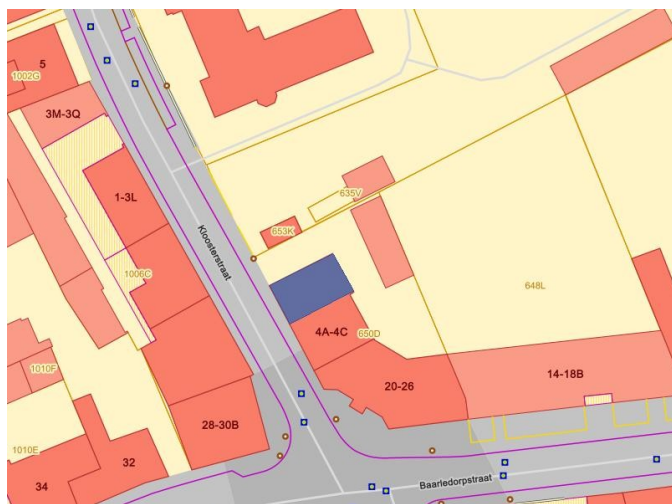 5
1002G
3M-3Q
1-3L
635V
653K
Kloosterstraat
1006C
648L
4A-4C
650D
1010F
20-26
14-18B
28-30B
1010E
32
34
Baarledorpstraat